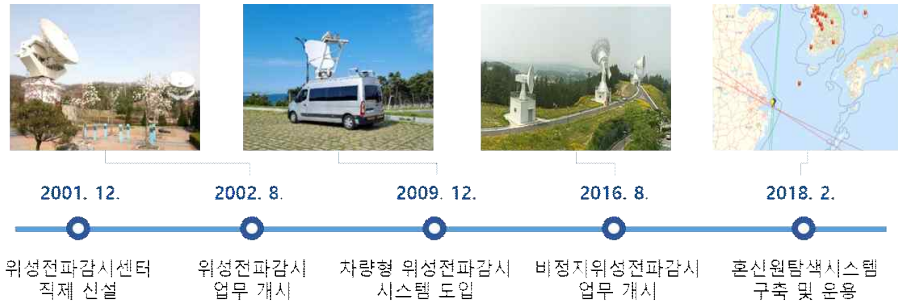 2001. 12.
2002. 8.
2009. 12.
2016. 8.
2018. 2.
위성전파감시센터
직제 신설
위성전파감시
업무 개시
차량형 위성전파감시
시스템 도입
비정지위성전파감시
업무 개시
혼신원탐색시스템
구축 및 운용